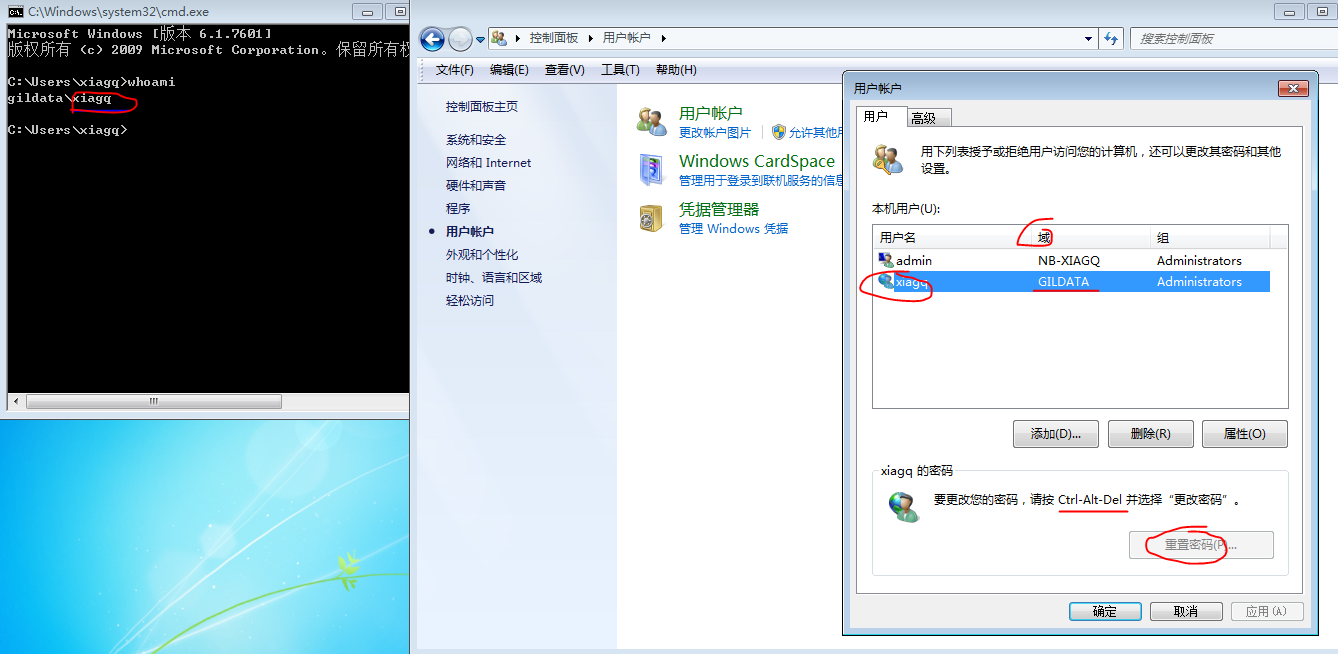 C:\Windows\system32\cmd.exe
Microsoft Windows [版本 6.1.7601]
版权所有 (c) 2009 Microsoft Corporation。保留所有权
C:\Users\xiagq>whoami
gildata\xiagq
C:\Users\xiagq>
控制面板 用户帐户
搜索控制面板
文件(F) 编辑(E) 查看(V) 工具(T) 帮助(H)
控制面板主页
系统和安全
网络和 Internet
硬件和声音
程序
用户帐户
外观和个性化
时钟、语言和区域
轻松访问
用户帐户
更改帐户图片 允许其他用
Windows CardSpace
管理用于登录到联机服务的信息
凭据管理器
管理 Windows 凭据
用户帐户
用户 高级
用下列表授予或拒绝用户访问您的计算机，还可以更改其密码和其他
设置。
本机用户(U):
用户名 域 组
admin NB-XIAGQ Administrators
xiagq GILDATA Administrators
添加(D)... 删除(R) 属性(O)
xiagq 的密码
要更改您的密码，请按 Ctrl-Alt-Del 并选择“更改密码”。
重置密码(P)...
确定 取消 应用(A)